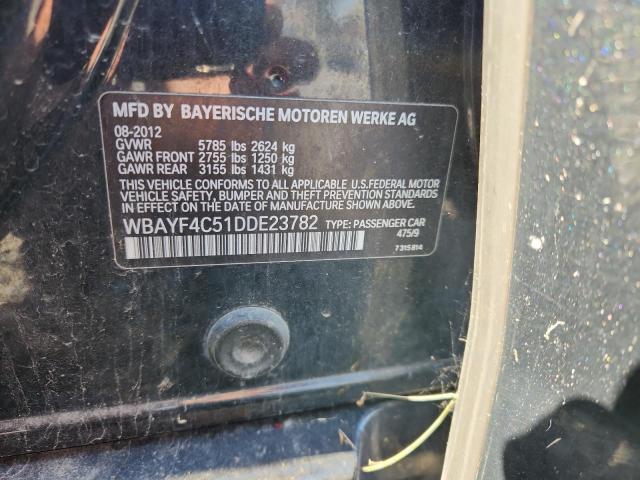 MFD BY BAYERISCHE MOTOREN WERKE AG
08-2012
GVWR 5785 lbs 2624 kg
GAWR FRONT 2755 lbs 1250 kg
GAWR REAR 3155 lbs 1431 kg
THIS VEHICLE CONFORMS TO ALL APPLICABLE U.S.FEDERAL MOTOR
VEHICLE SAFETY, BUMPER AND THEFT PREVENTION STANDARDS IN
EFFECT ON THE DATE OF MANUFACTURE SHOWN ABOVE.
WBAYF4C51DDE23782 TYPE: PASSENGER CAR
475/9
7315814